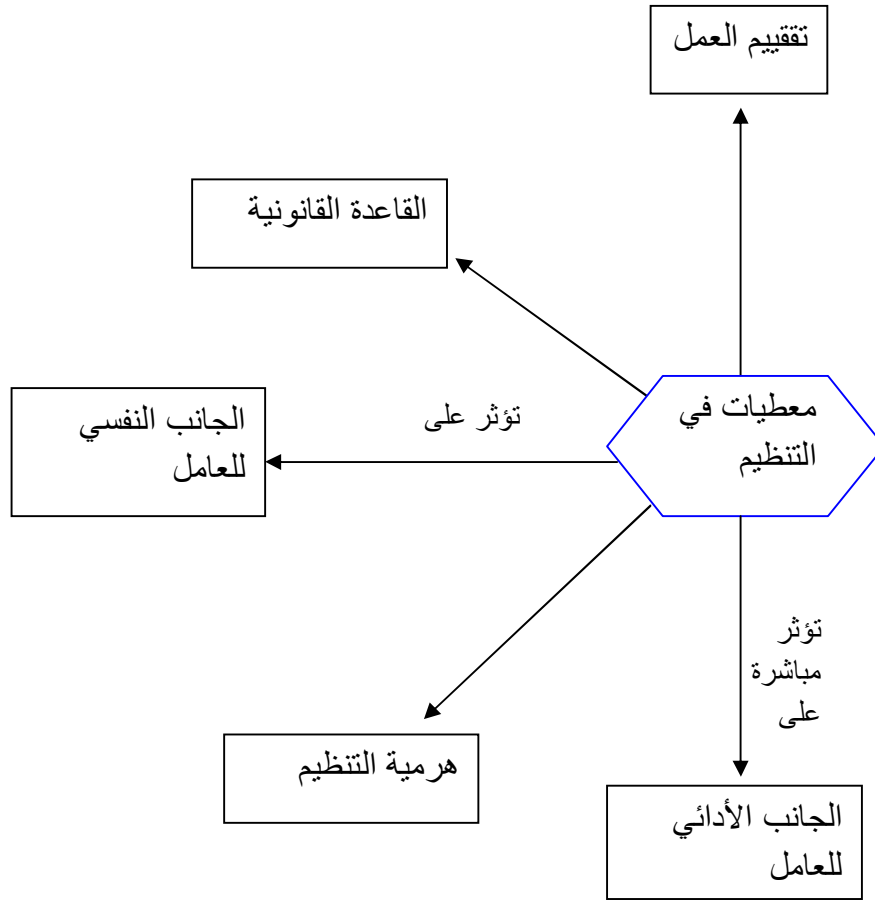 تققييم العمل
القاعدة القانونية
معطيات في
التنظيم
تؤثر على
الجانب النفسي
للعامل
تؤثر
مباشرة
على
هرمية التنظيم
الجانب الأدائي
للعامل